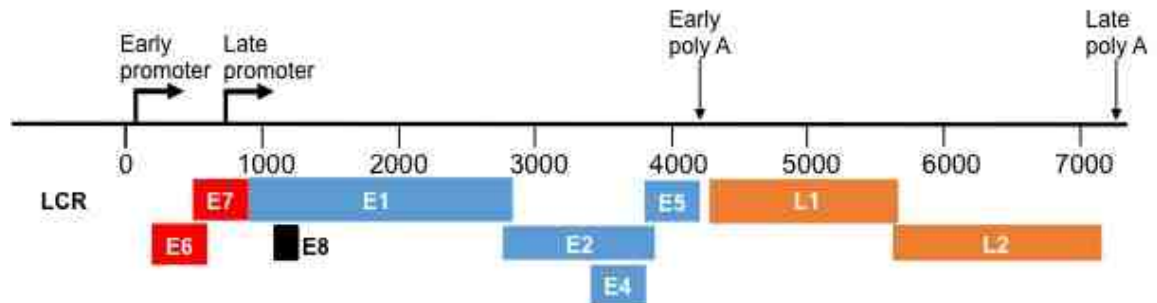 Early
promoter
Late
promoter
Early
poly A
Late
poly A
0 1000 2000 3000 4000 5000 6000 7000
LCR E7 E1 E5 L1
E6 E8 E2 L2
E4